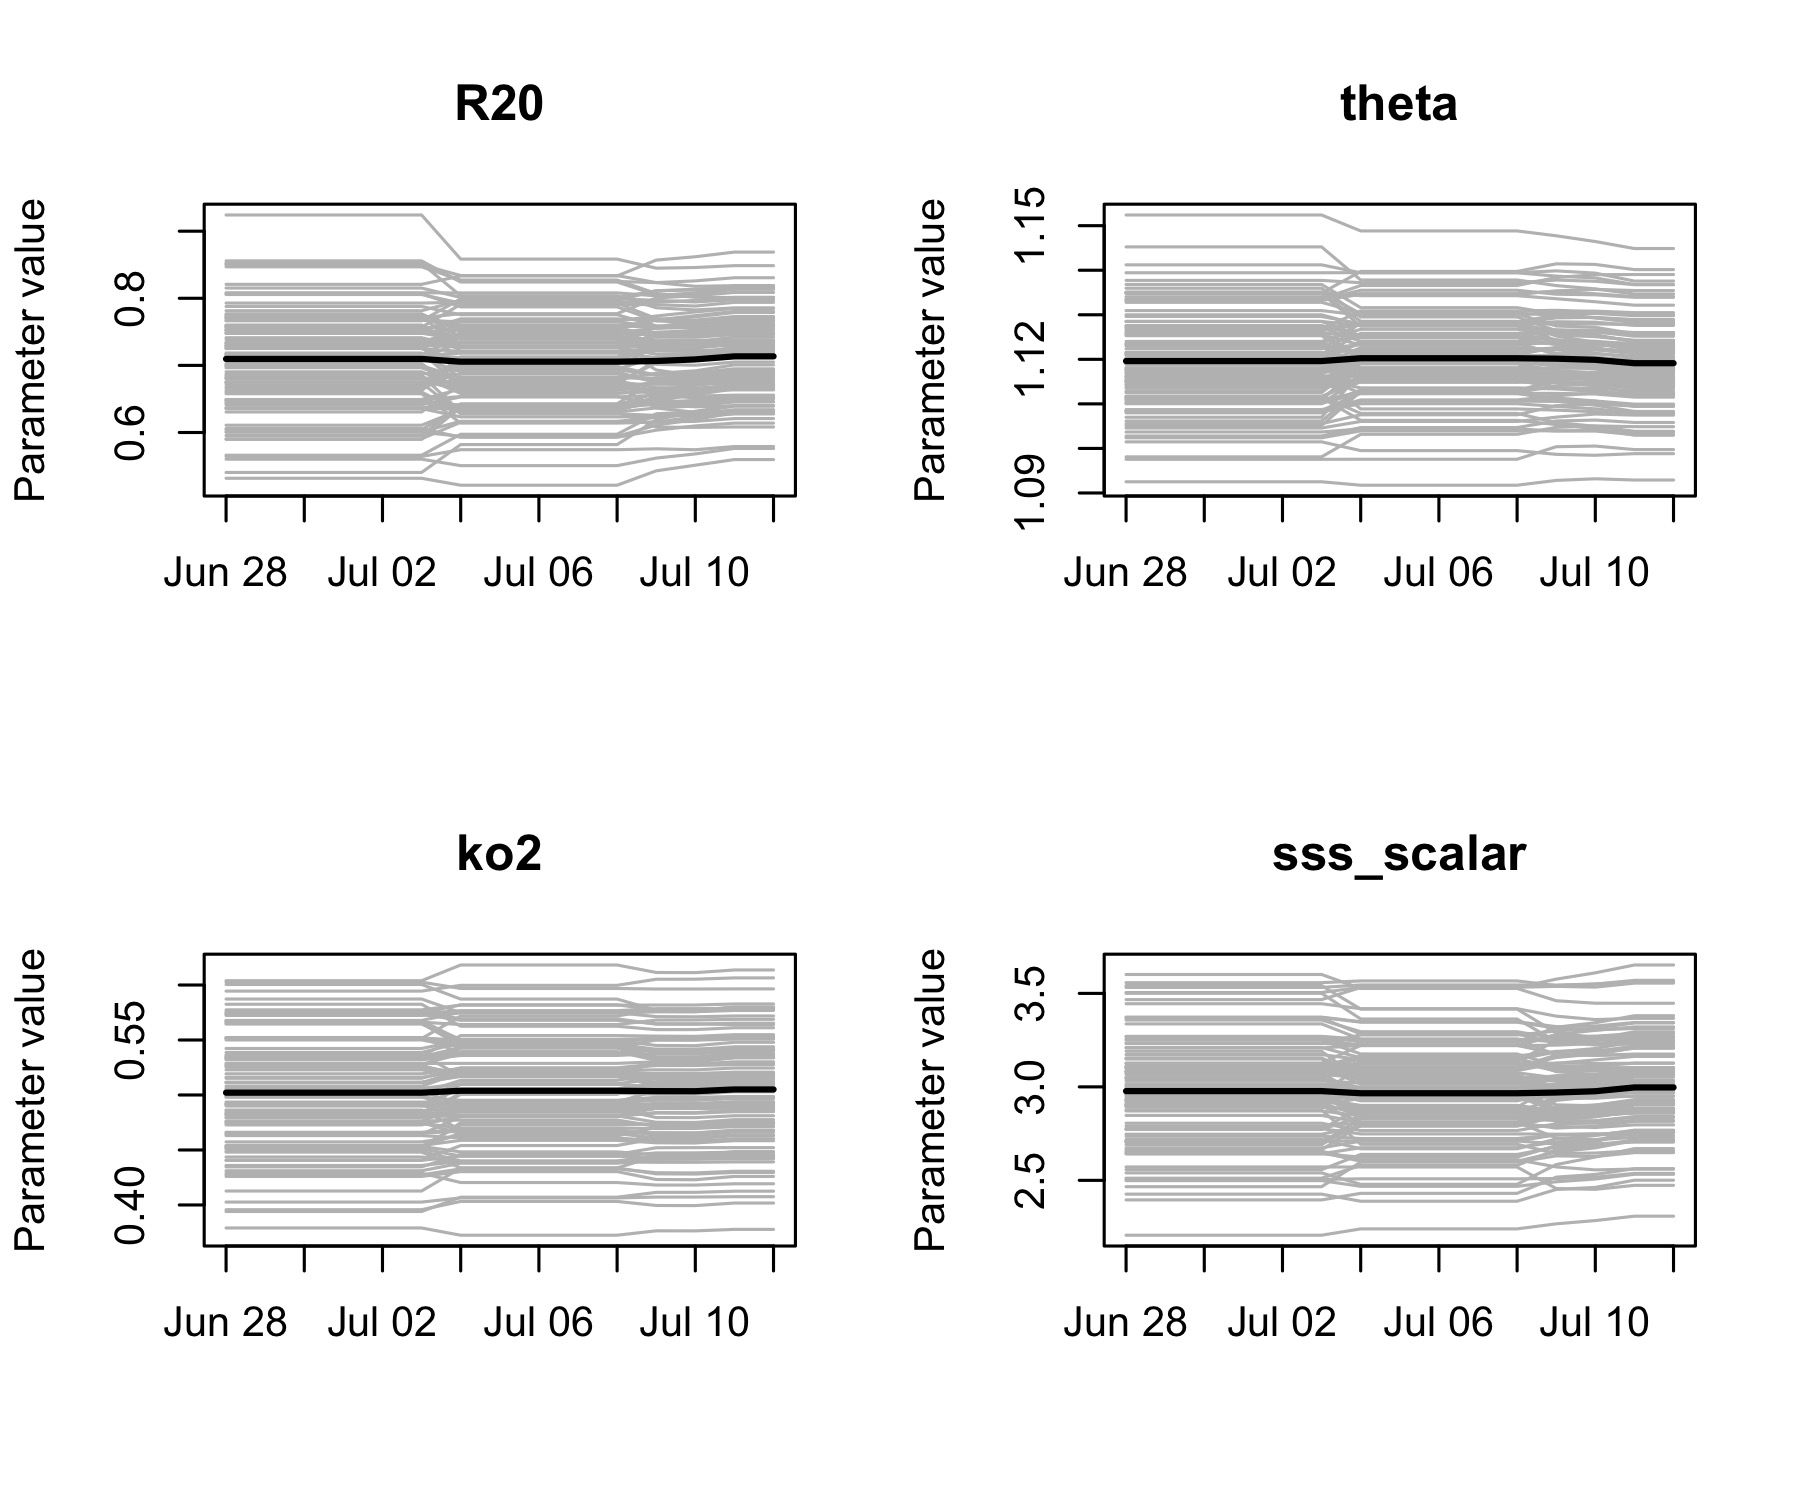 R20
Parameter value
0.8
0.6
Jun 28 Jul 02 Jul 06 Jul 10
theta
Parameter value
1.15
1.12
1.09
Jun 28 Jul 02 Jul 06 Jul 10
ko2
Parameter value
0.55
0.40
Jun 28 Jul 02 Jul 06 Jul 10
sss_scalar
Parameter value
3.5
3.0
2.5
Jun 28 Jul 02 Jul 06 Jul 10